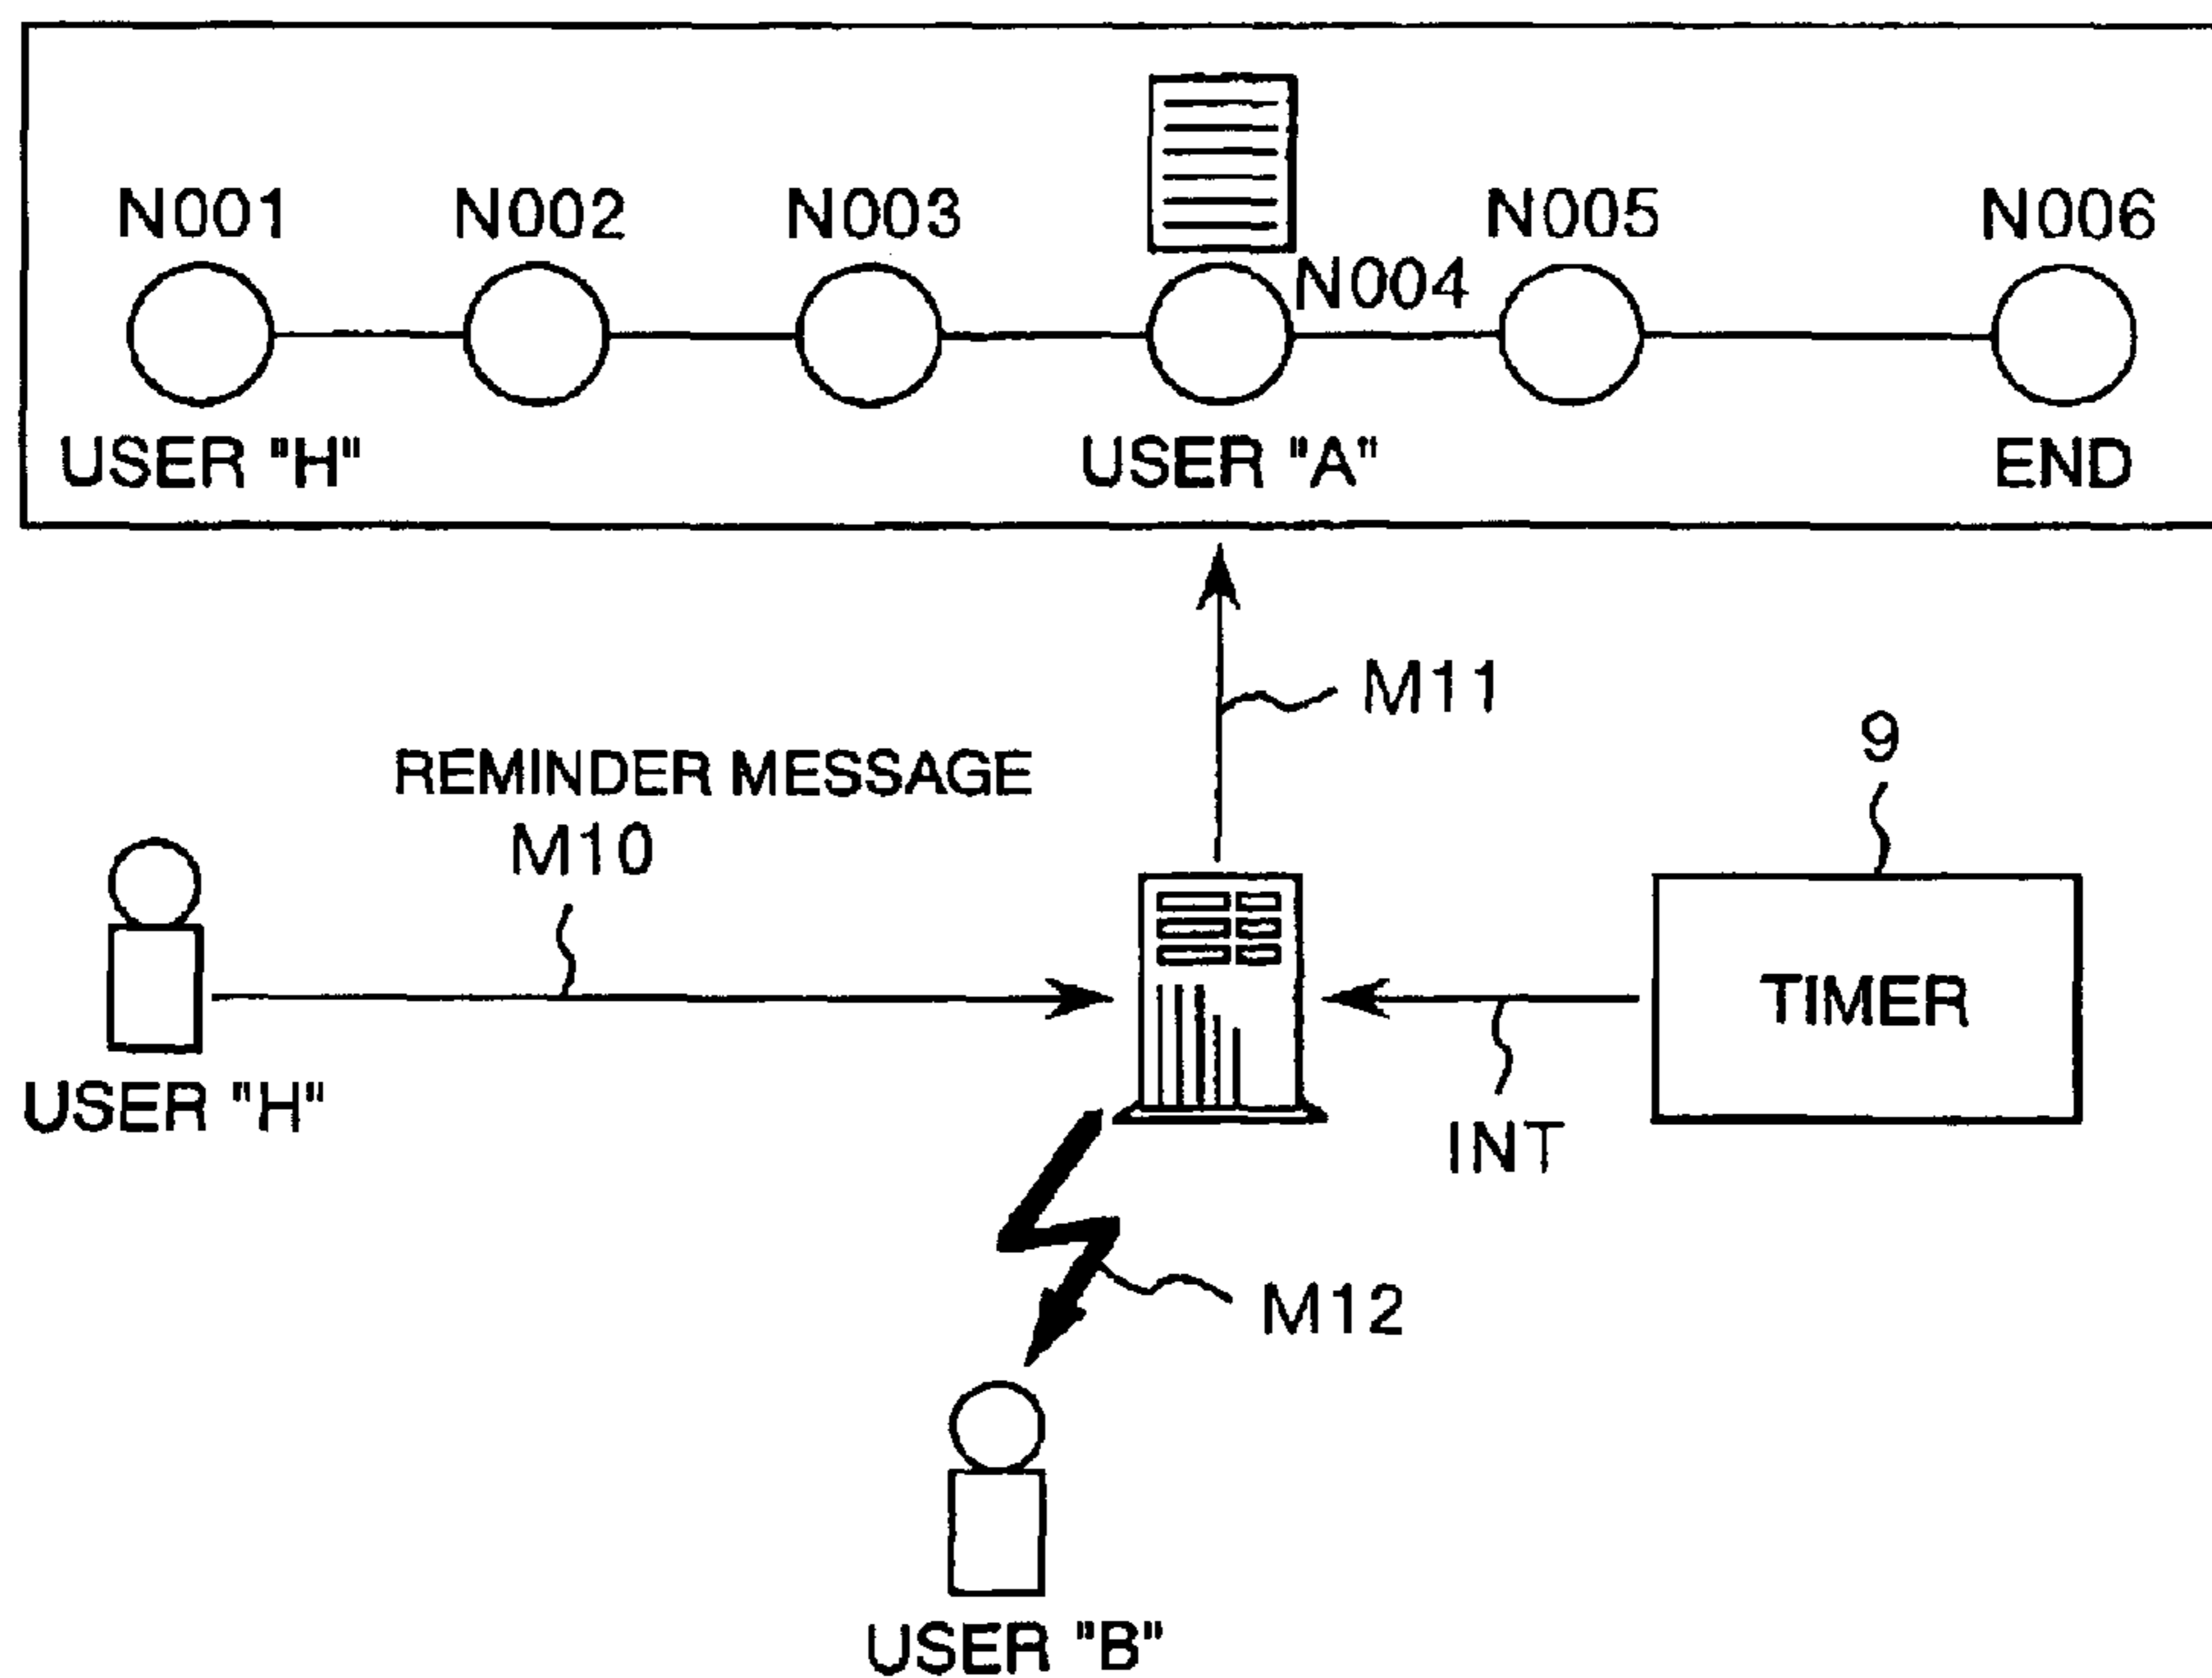 N001 N002 N003 N005 N006
N004
USER "H" USER "A" END
M11
9
REMINDER MESSAGE
M10
TIMER
USER "H"
INT
M12
USER "B"